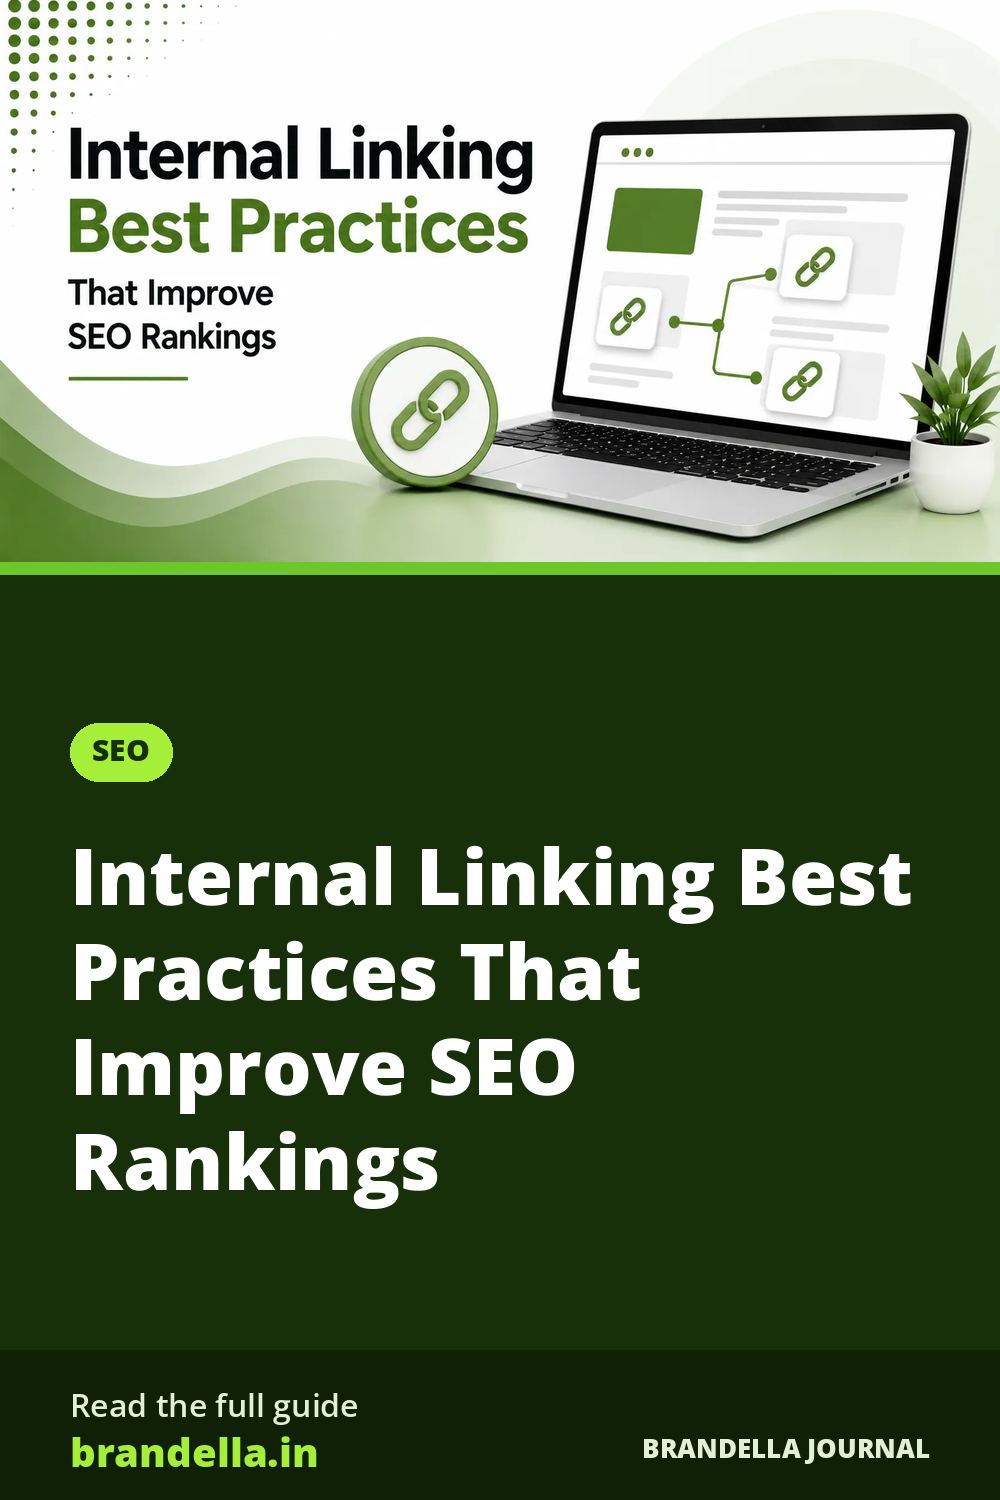 Internal Linking
Best Practices
That Improve
SEO Rankings
SEO
Internal Linking Best
Practices That
Improve SEO
Rankings
Read the full guide
brandella.in
BRANDELLA JOURNAL